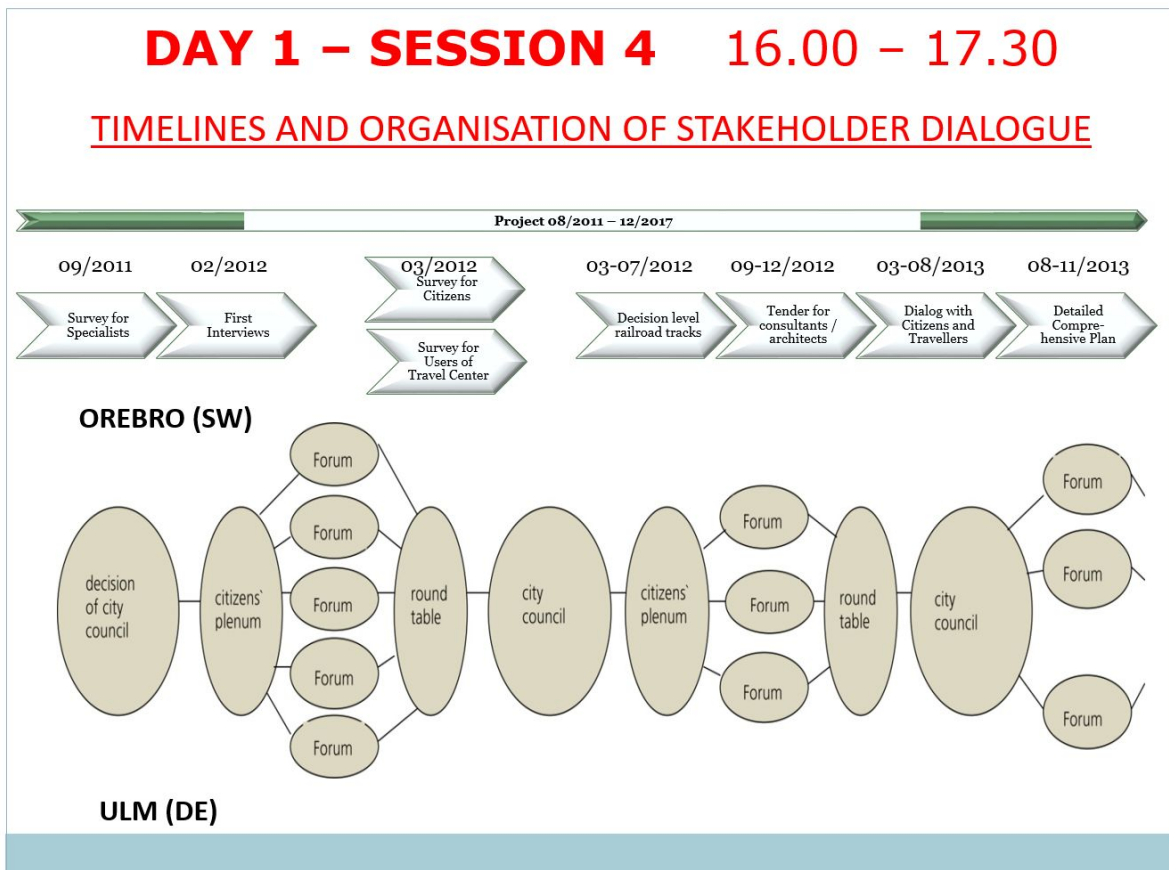 DAY 1 – SESSION 4 16.00 – 17.30
TIMELINES AND ORGANISATION OF STAKEHOLDER DIALOGUE
Project 08/2011 – 12/2017
09/2011
Survey for
Specialists
02/2012
First
Interviews
03/2012
Survey for
Citizens
Survey for
Users of
Travel Center
03-07/2012
Decision level
railroad tracks
09-12/2012
Tender for
consultants /
architects
03-08/2013
Dialog with
Citizens and
Travellers
08-11/2013
Detailed
Compre-
hensive Plan
OREBRO (SW)
decision
of city
council
citizens`
plenum
Forum
Forum
Forum
Forum
Forum
round
table
city
council
citizens`
plenum
Forum
Forum
Forum
round
table
city
council
Forum
Forum
Forum
ULM (DE)